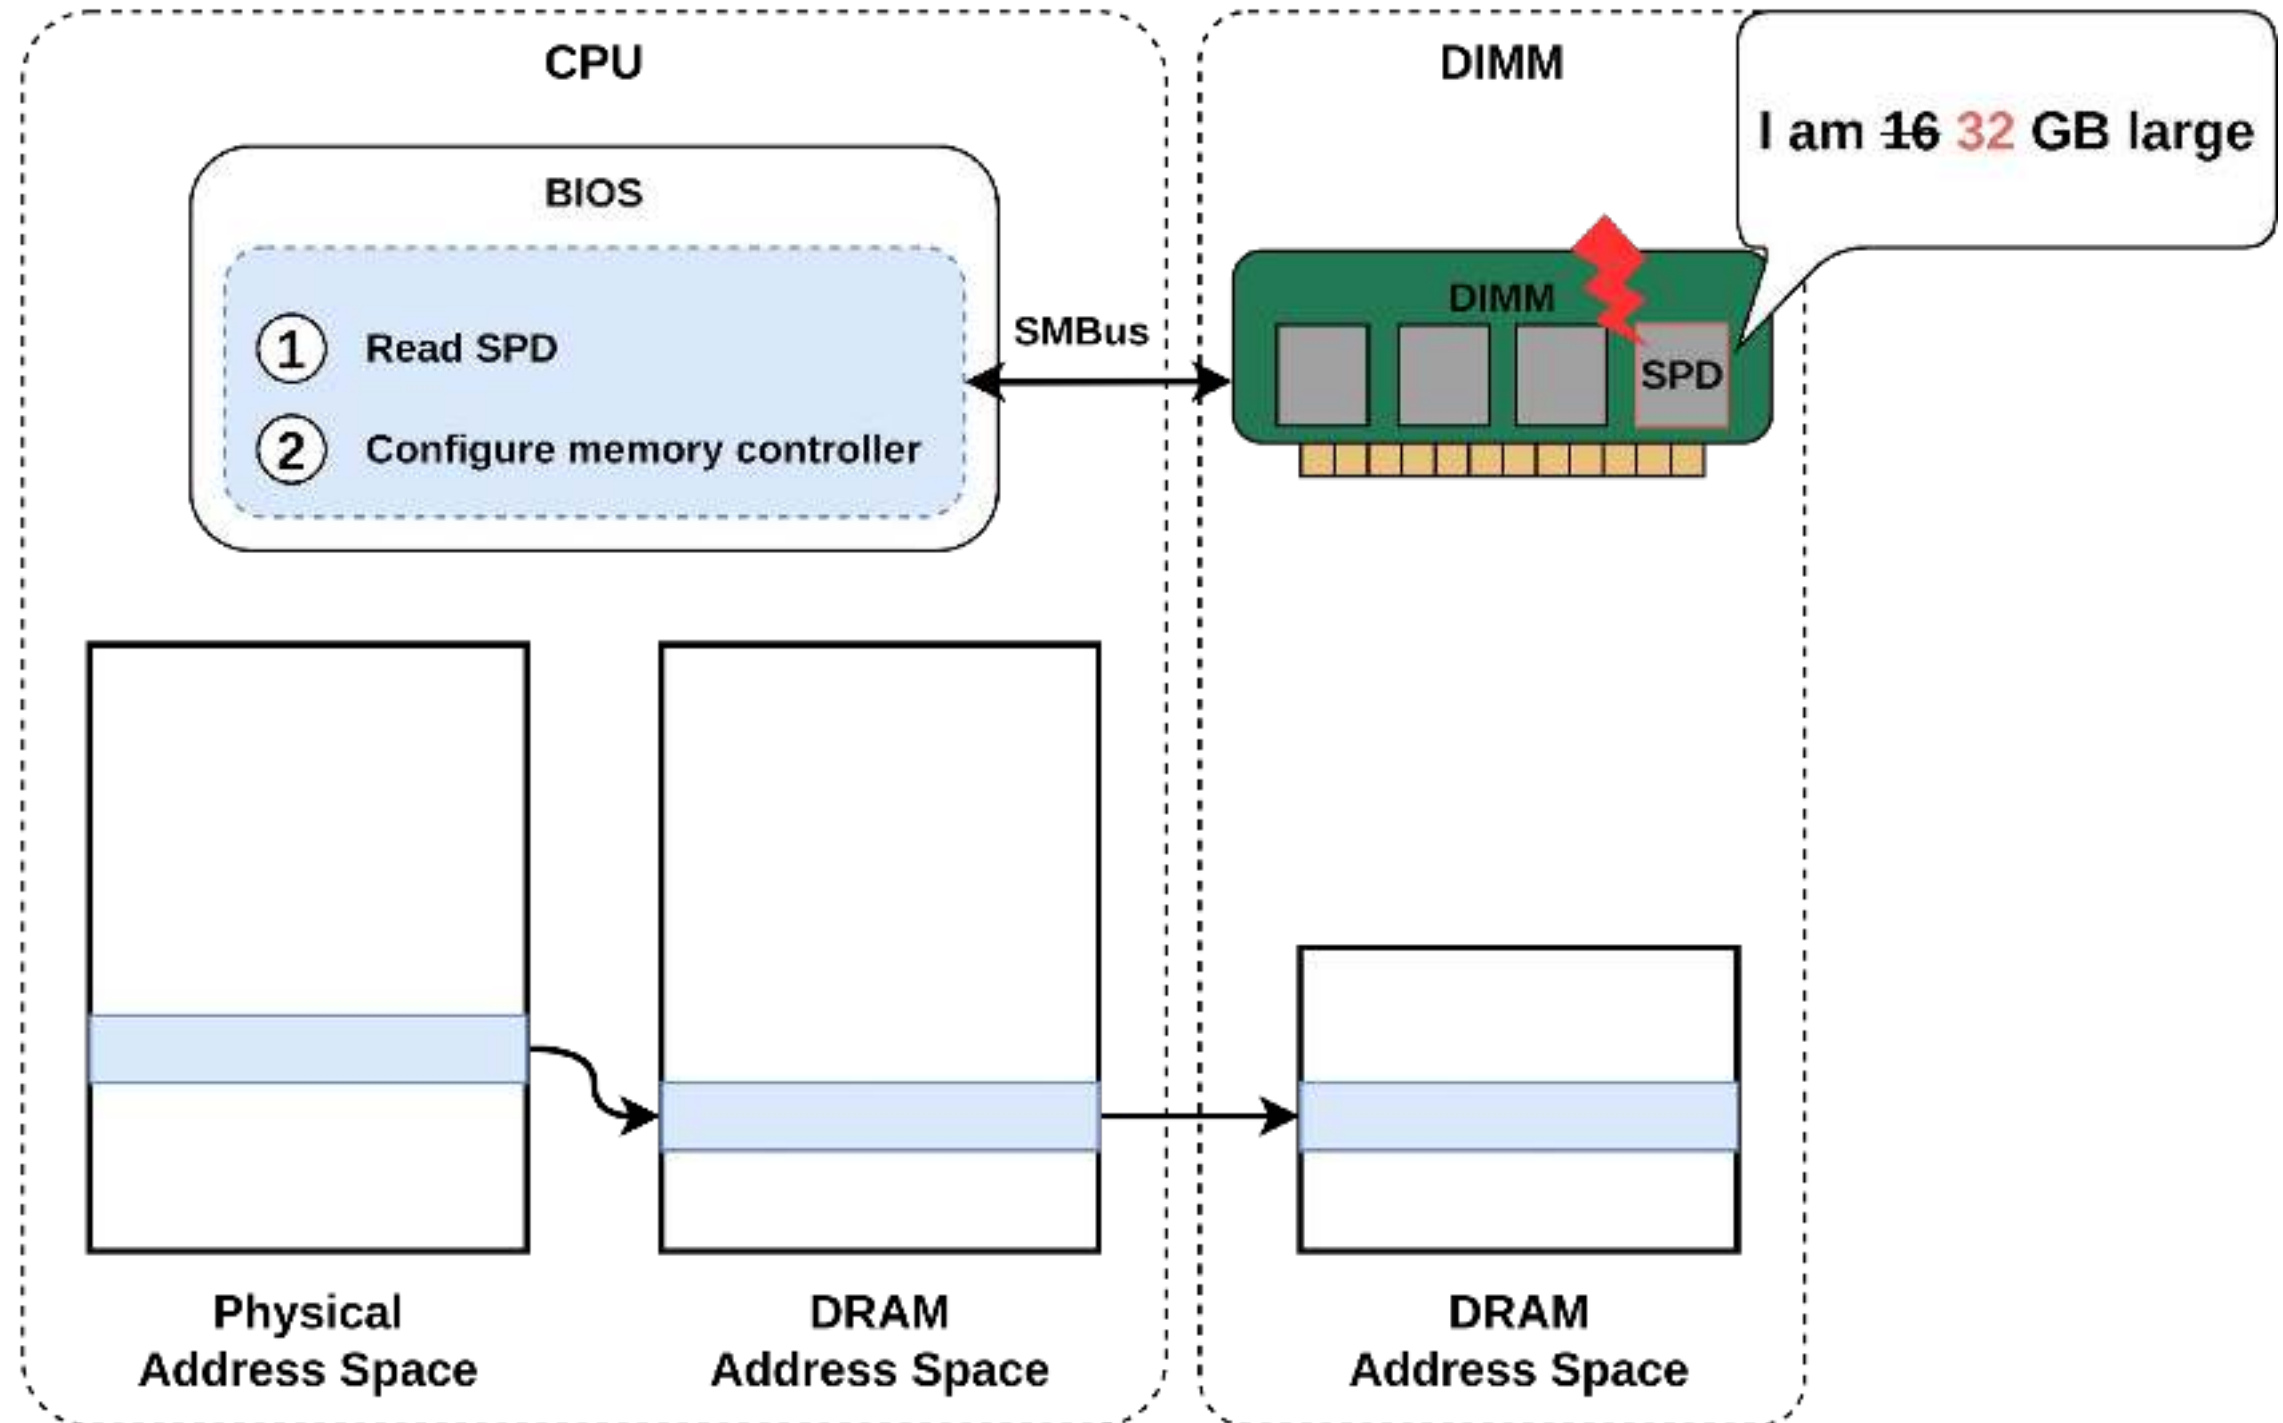 CPU
DIMM
I am 16 32 GB large
BIOS
1 Read SPD
2 Configure memory controller
SMBus
DIMM
SPD
Physical
Address Space
DRAM
Address Space
DRAM
Address Space